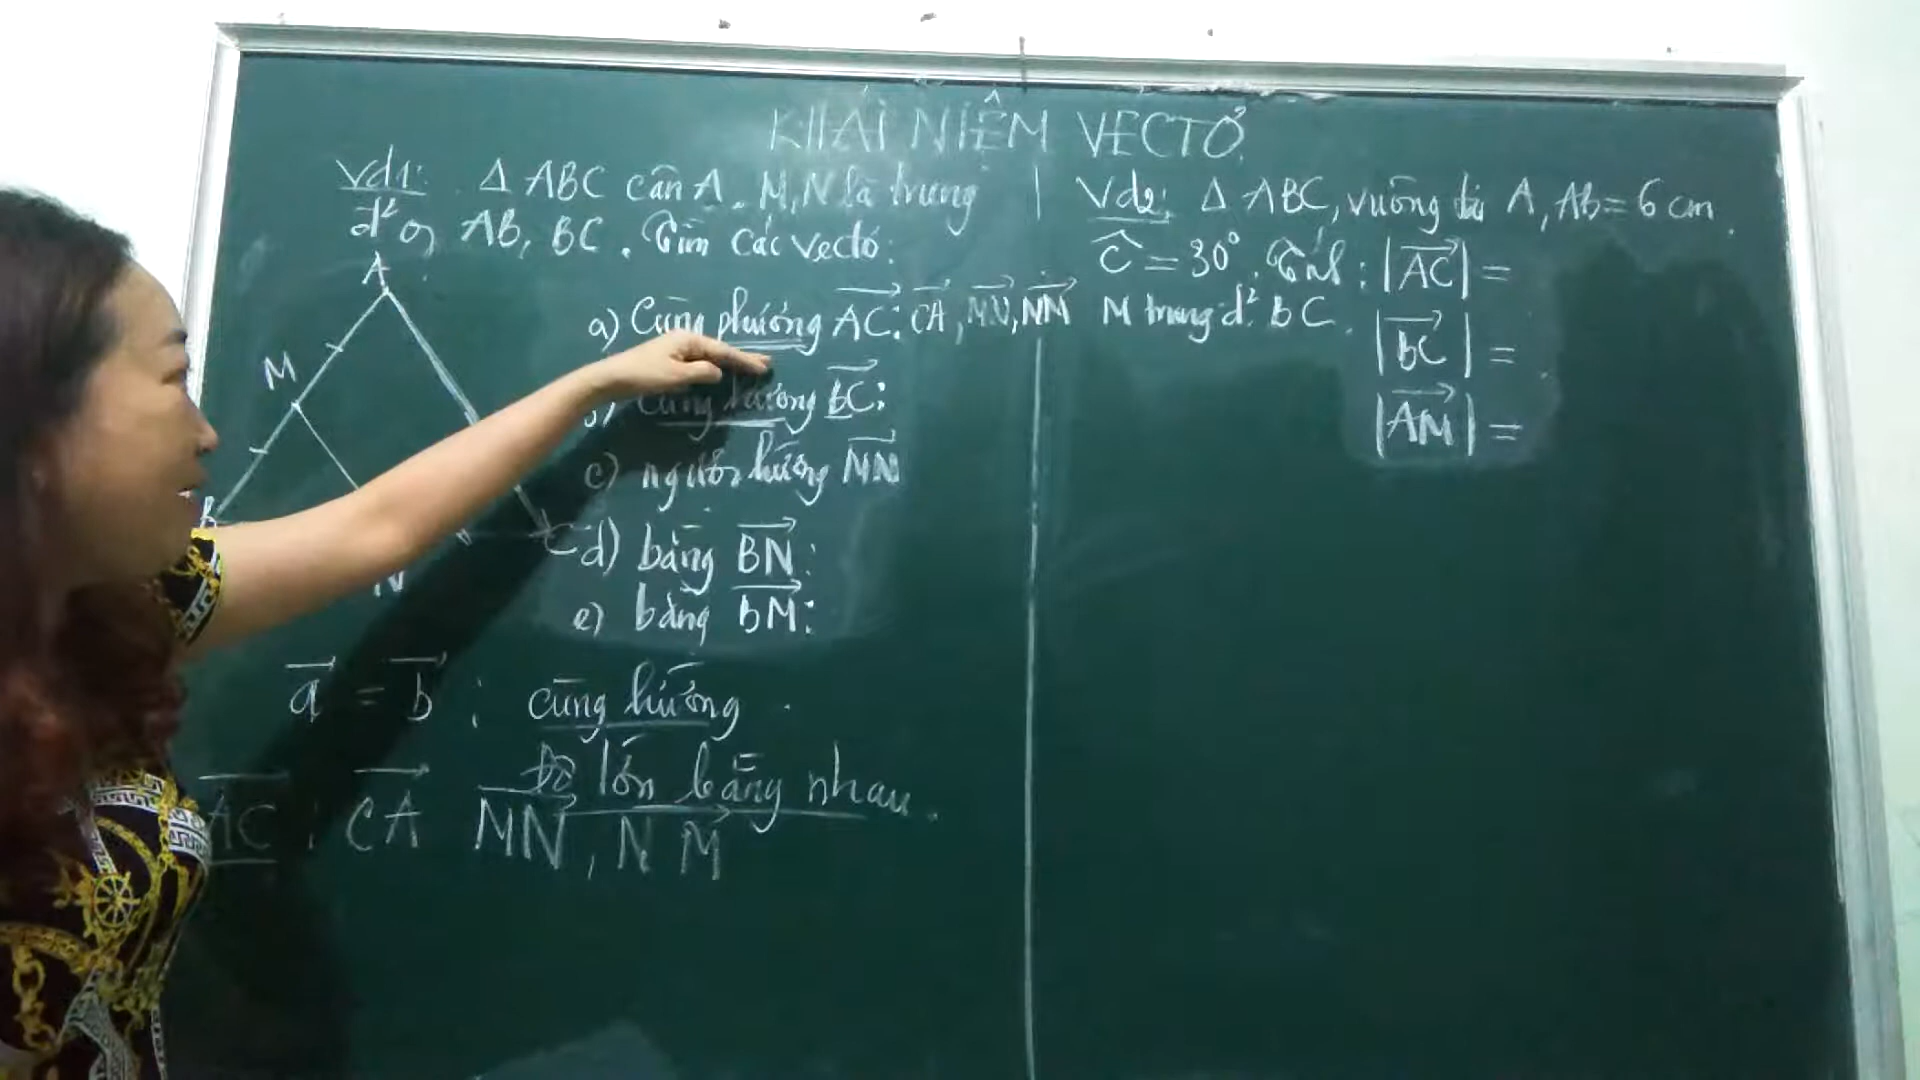 KHÁI NIỆM VECTƠ.
Vd1: Δ ABC cân A. M, N là trung
đ² of AB, BC. Tìm các vectơ:
a) Cùng phương AC: CA, MN, NM
b) Cùng hướng BC:
c) ngược hướng MN
d) bằng BN:
e) bằng BM:
A
M
B
N
C
a = b : cùng hướng
Độ lớn bằng nhau.
AC : CA MN, NM
Vd2: Δ ABC, vuông tại A, AB = 6 cm.
Ĉ = 30°. Tính: |AC| =
M trung đ² BC.
|BC| =
|AM| =